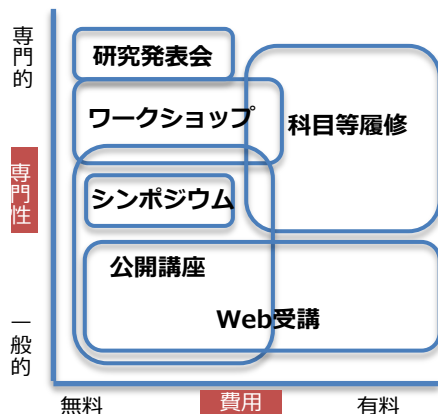 専門的
研究発表会
ワークショップ
科目等履修
専門性
シンポジウム
公開講座
Web受講
一般的
無料
費用
有料